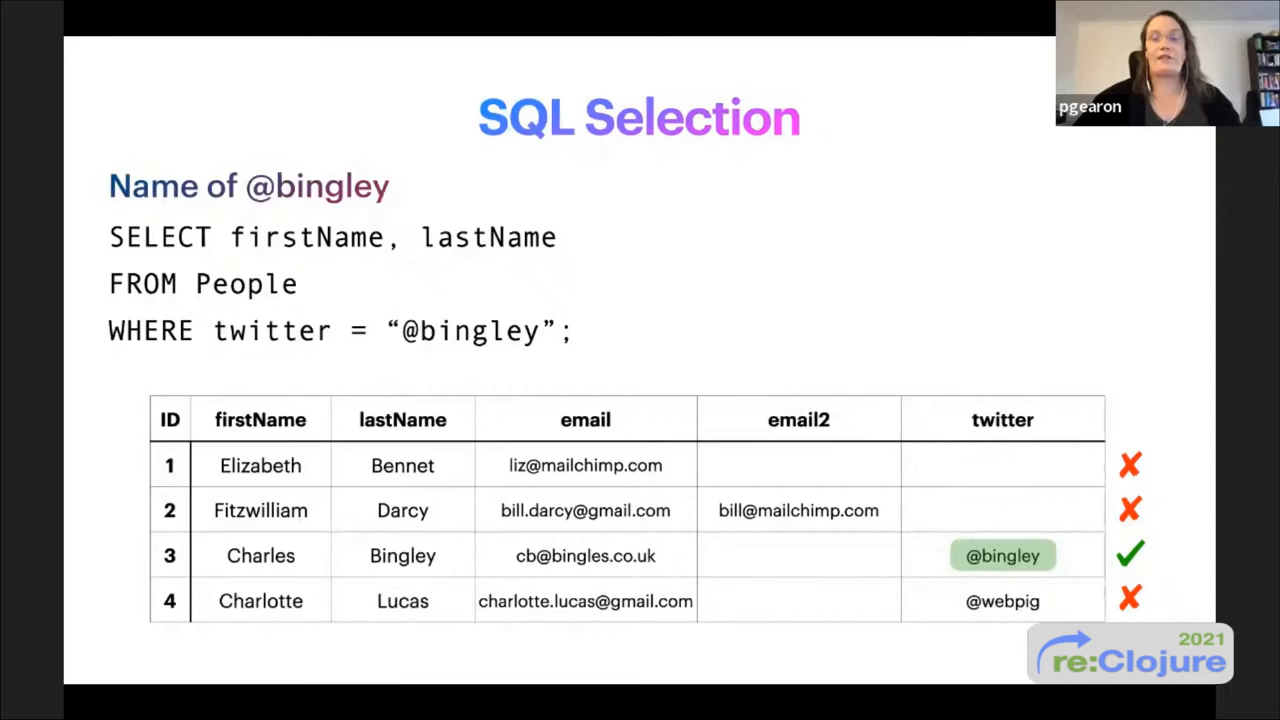 pgearon
SQL Selection
Name of @bingley
SELECT firstName, lastName
FROM People
WHERE twitter = “@bingley”;
ID firstName lastName email email2 twitter
1 Elizabeth Bennet liz@mailchimp.com
2 Fitzwilliam Darcy bill.darcy@gmail.com bill@mailchimp.com
3 Charles Bingley cb@bingles.co.uk @bingley
4 Charlotte Lucas charlotte.lucas@gmail.com @webpig
2021
re:Clojure